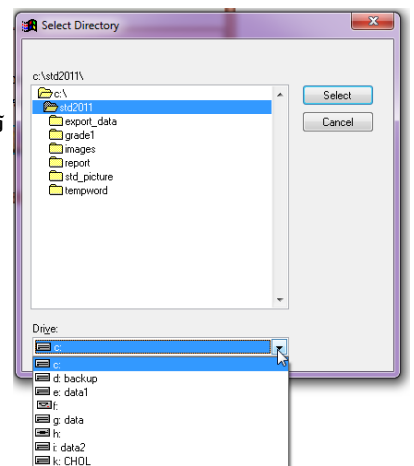 Select Directory
c:\std2011\
c:\
std2011
export_data
grade1
images
report
std_picture
tempword
Select
Cancel
Drive:
c:
c:
d: backup
e: data1
f:
g: data
h:
i: data2
k: CHOL